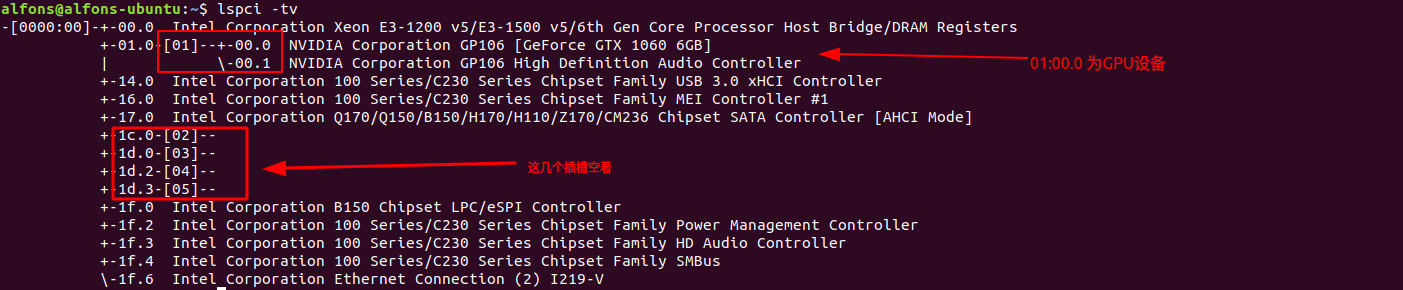 alfons@alfons-ubuntu:~$ lspci -tv
-[0000:00]-+-00.0  Intel Corporation Xeon E3-1200 v5/E3-1500 v5/6th Gen Core Processor Host Bridge/DRAM Registers
           +-01.0-[01]--+-00.0  NVIDIA Corporation GP106 [GeForce GTX 1060 6GB]
           |            \-00.1  NVIDIA Corporation GP106 High Definition Audio Controller
01:00.0 为GPU设备
           +-14.0  Intel Corporation 100 Series/C230 Series Chipset Family USB 3.0 xHCI Controller
           +-16.0  Intel Corporation 100 Series/C230 Series Chipset Family MEI Controller #1
           +-17.0  Intel Corporation Q170/Q150/B150/H170/H110/Z170/CM236 Chipset SATA Controller [AHCI Mode]
           +-1c.0-[02]--
           +-1d.0-[03]--
           +-1d.2-[04]--
这几个插槽空着
           +-1d.3-[05]--
           +-1f.0  Intel Corporation B150 Chipset LPC/eSPI Controller
           +-1f.2  Intel Corporation 100 Series/C230 Series Chipset Family Power Management Controller
           +-1f.3  Intel Corporation 100 Series/C230 Series Chipset Family HD Audio Controller
           +-1f.4  Intel Corporation 100 Series/C230 Series Chipset Family SMBus
           \-1f.6  Intel Corporation Ethernet Connection (2) I219-V